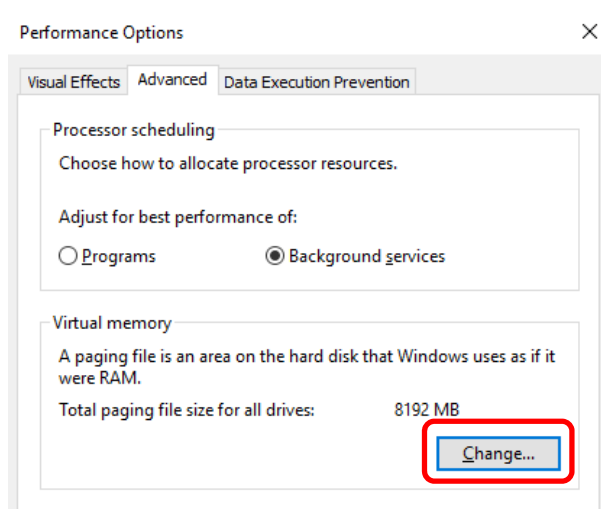 Performance Options
Visual Effects Advanced Data Execution Prevention
Processor scheduling
Choose how to allocate processor resources.
Adjust for best performance of:
Programs Background services
Virtual memory
A paging file is an area on the hard disk that Windows uses as if it
were RAM.
Total paging file size for all drives: 8192 MB
Change...